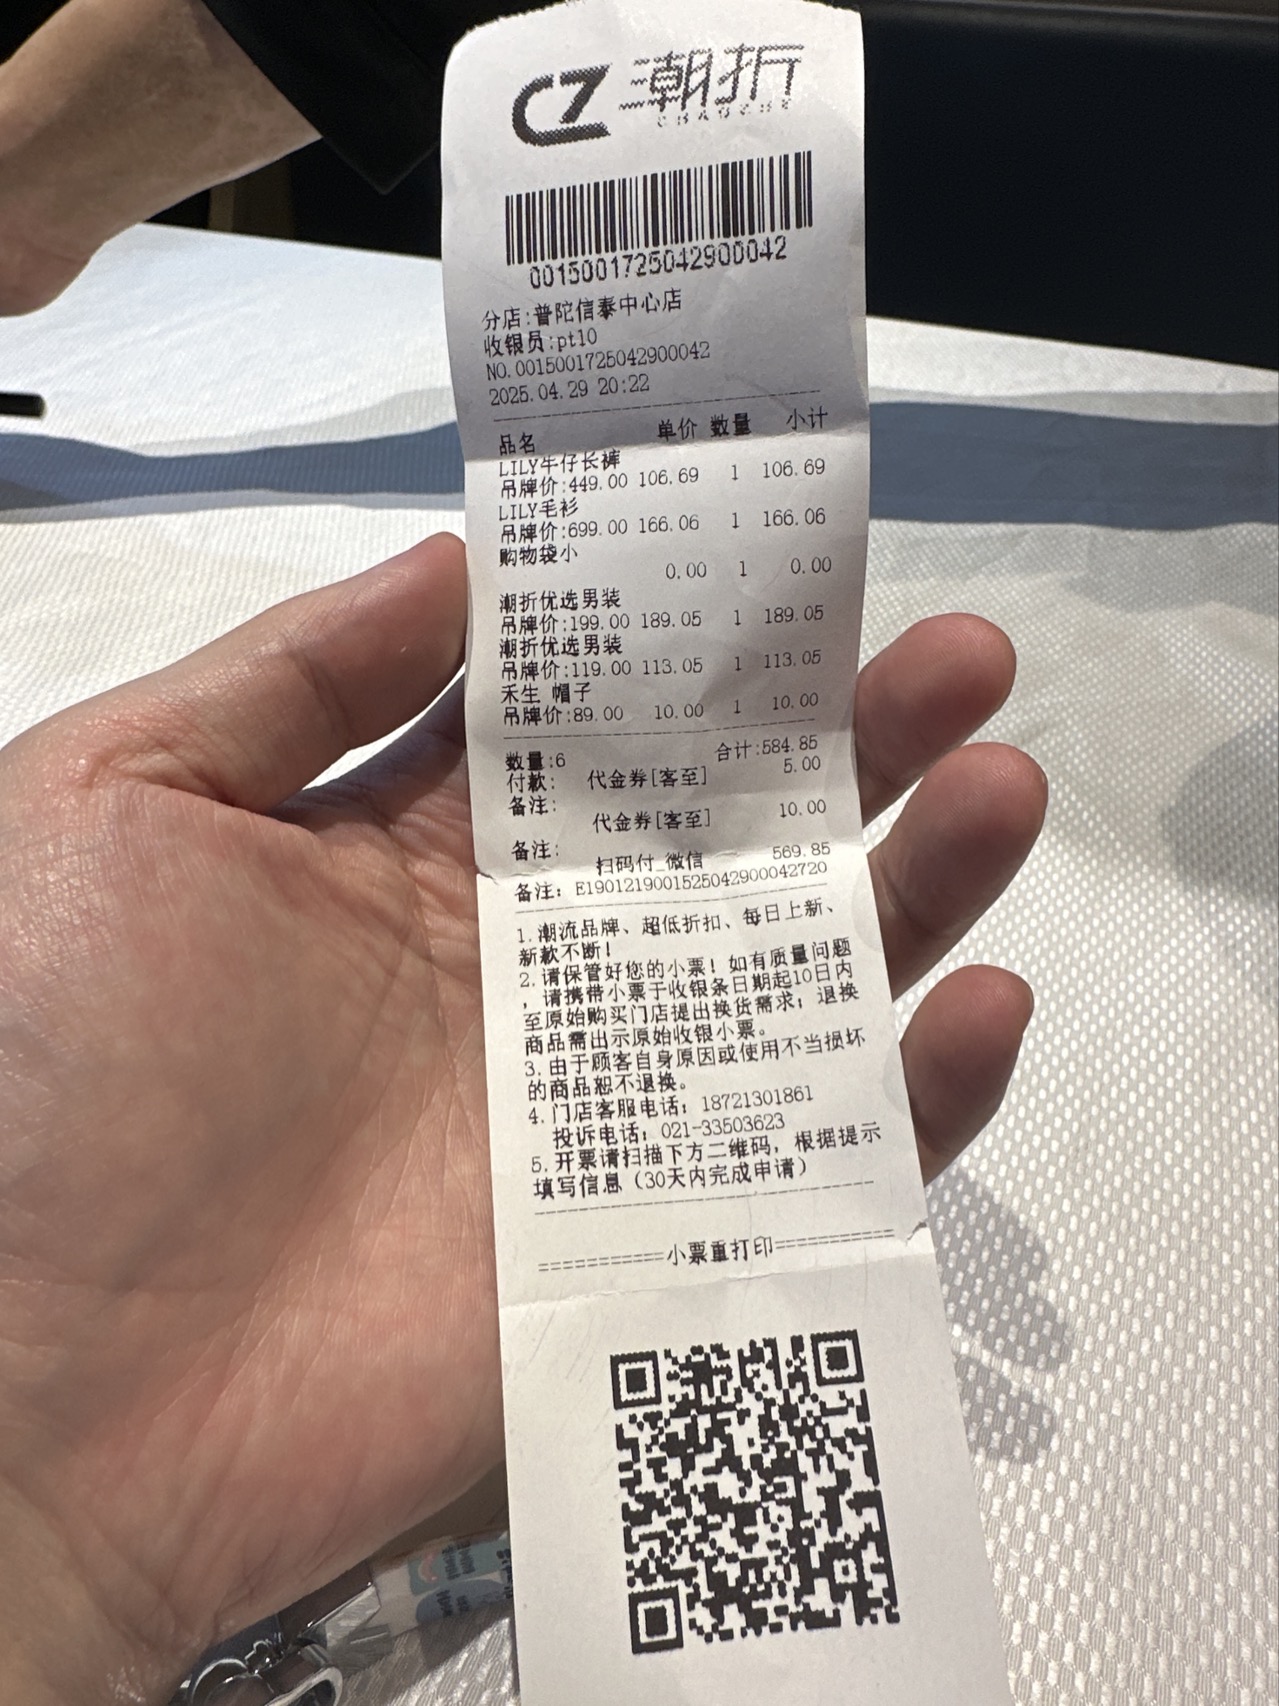 CZ 潮折
CHAOZHE
0015001725042900042
分店:普陀信泰中心店
收银员:pt10
NO.0015001725042900042
2025.04.29 20:22
品名 单价 数量 小计
LILY牛仔长裤
吊牌价:449.00 106.69 1 106.69
LILY毛衫
吊牌价:699.00 166.06 1 166.06
购物袋小
0.00 1 0.00
潮折优选男装
吊牌价:199.00 189.05 1 189.05
潮折优选男装
吊牌价:119.00 113.05 1 113.05
禾生 帽子
吊牌价:89.00 10.00 1 10.00
数量:6 合计:584.85
付款: 代金券[客至] 5.00
备注:
代金券[客至] 10.00
备注:
扫码付_微信 569.85
备注: E1901219001525042900042720
1.潮流品牌、超低折扣、每日上新、
新款不断!
2.请保管好您的小票!如有质量问题
,请携带小票于收银条日期起10日内
至原始购买门店提出换货需求;退换
商品需出示原始收银小票。
3.由于顾客自身原因或使用不当损坏
的商品恕不退换。
4.门店客服电话:18721301861
投诉电话:021-33503623
5.开票请扫描下方二维码,根据提示
填写信息(30天内完成申请)
===========小票重打印===========